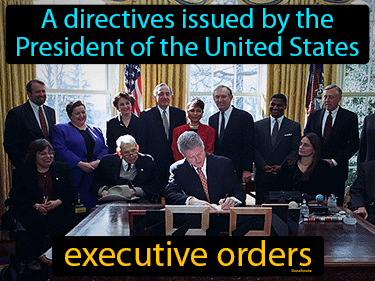 A directives issued by the
President of the United States
executive orders